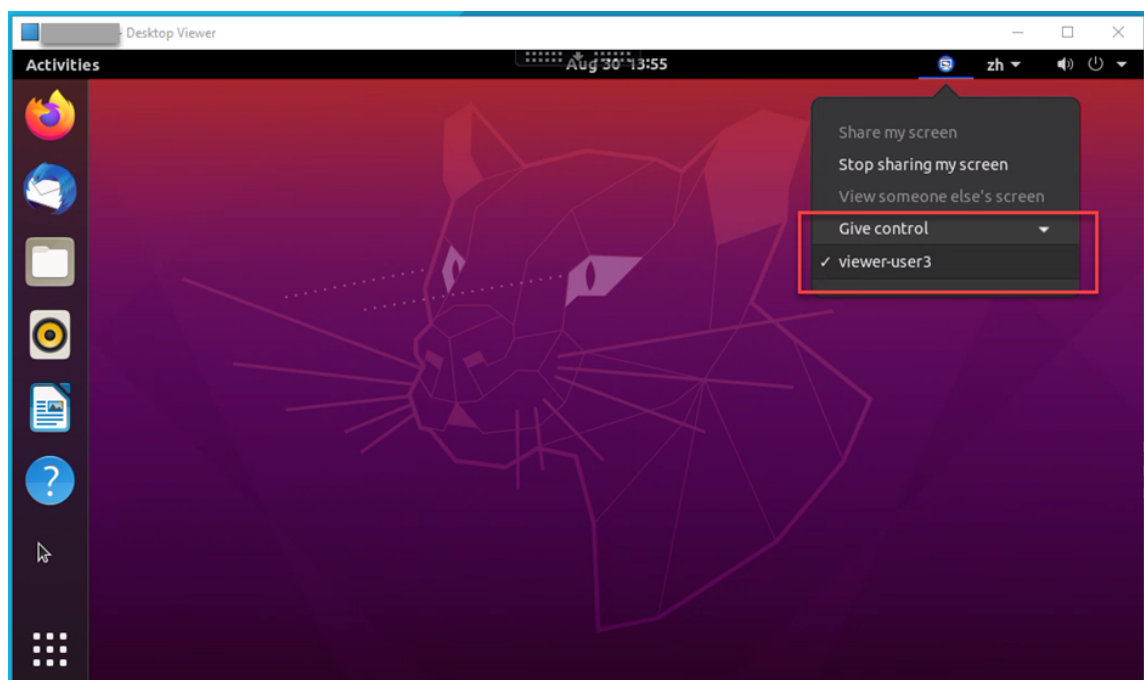 - Desktop Viewer
Activities
Aug 30 13:55
zh
Share my screen
Stop sharing my screen
View someone else's screen
Give control
✓ viewer-user3
?